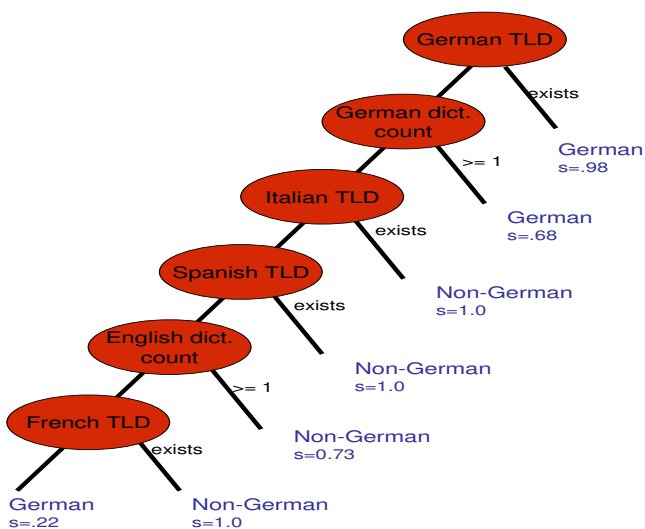 German TLD
exists
German
s=.98
German dict.
count
>= 1
German
s=.68
Italian TLD
exists
Non-German
s=1.0
Spanish TLD
exists
Non-German
s=1.0
English dict.
count
>= 1
Non-German
s=0.73
French TLD
exists
German
s=.22
Non-German
s=1.0